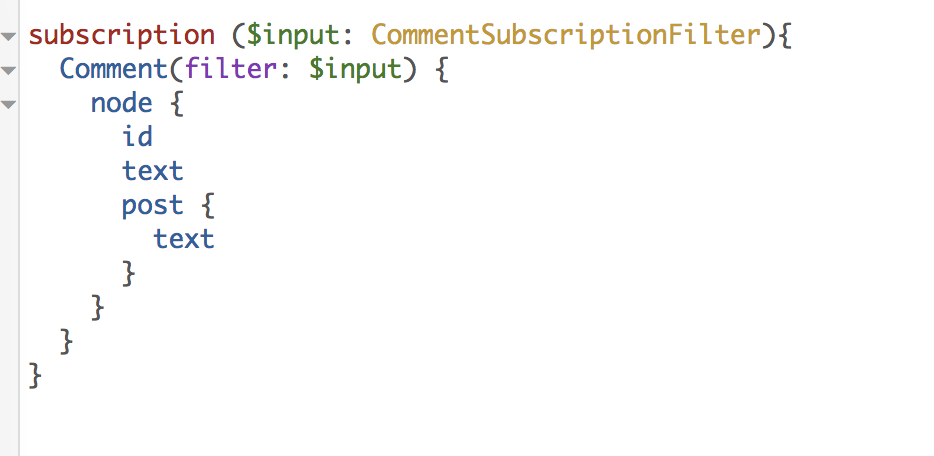 subscription ($input: CommentSubscriptionFilter){
  Comment(filter: $input) {
    node {
      id
      text
      post {
        text
      }
    }
  }
}